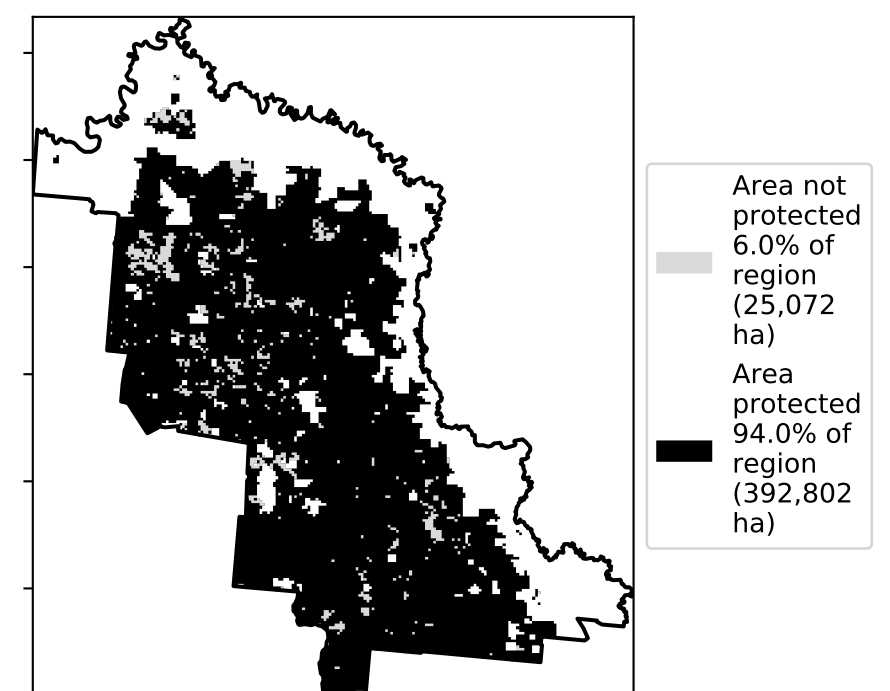 Area not
protected
6.0% of
region
(25,072
ha)
Area
protected
94.0% of
region
(392,802
ha)